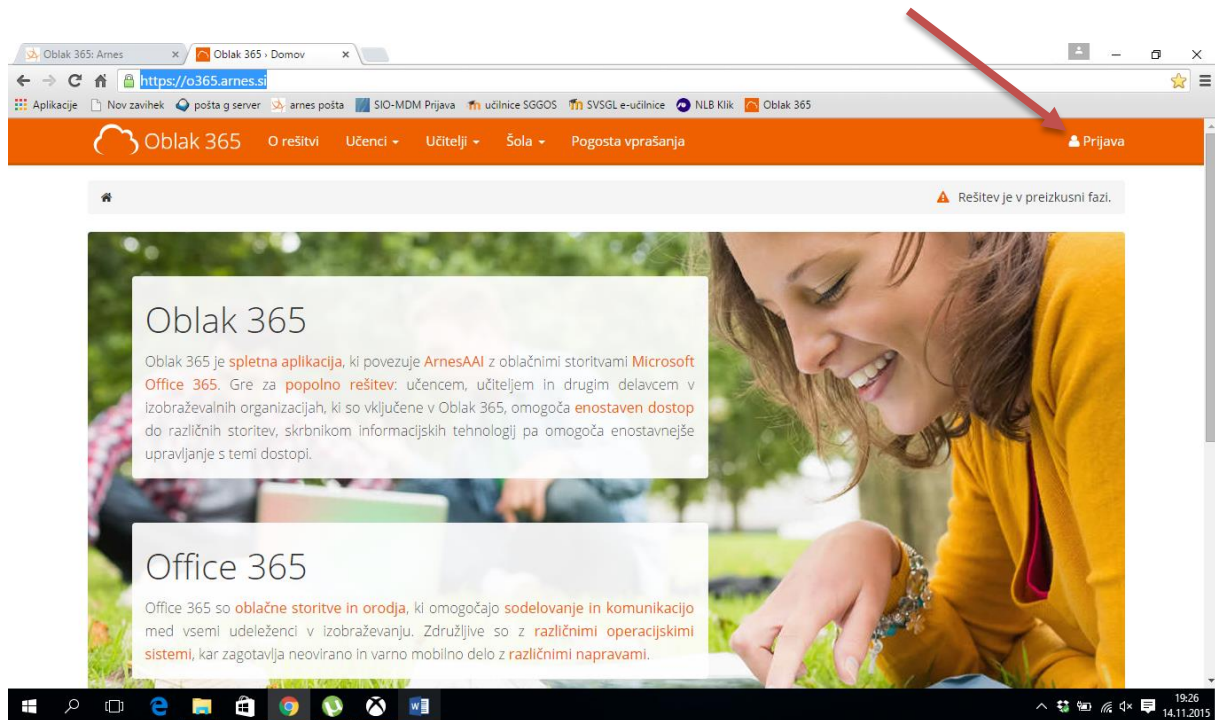 Oblak 365: Arnes
Oblak 365 › Domov
https://o365.arnes.si
Aplikacije Nov zavihek pošta g server arnes pošta SIO-MDM Prijava učilnice SGGOS SVSGL e-učilnice NLB Klik Oblak 365
Oblak 365 O rešitvi Učenci Učitelji Šola Pogosta vprašanja Prijava
Rešitev je v preizkusni fazi.
Oblak 365
Oblak 365 je spletna aplikacija, ki povezuje ArnesAAI z oblačnimi storitvami Microsoft
Office 365. Gre za popolno rešitev: učencem, učiteljem in drugim delavcem v
izobraževalnih organizacijah, ki so vključene v Oblak 365, omogoča enostaven dostop
do različnih storitev, skrbnikom informacijskih tehnologij pa omogoča enostavnejše
upravljanje s temi dostopi.
Office 365
Office 365 so oblačne storitve in orodja, ki omogočajo sodelovanje in komunikacijo
med vsemi udeleženci v izobraževanju. Združljive so z različnimi operacijskimi
sistemi, kar zagotavlja neovirano in varno mobilno delo z različnimi napravami.
19:26
14.11.2015